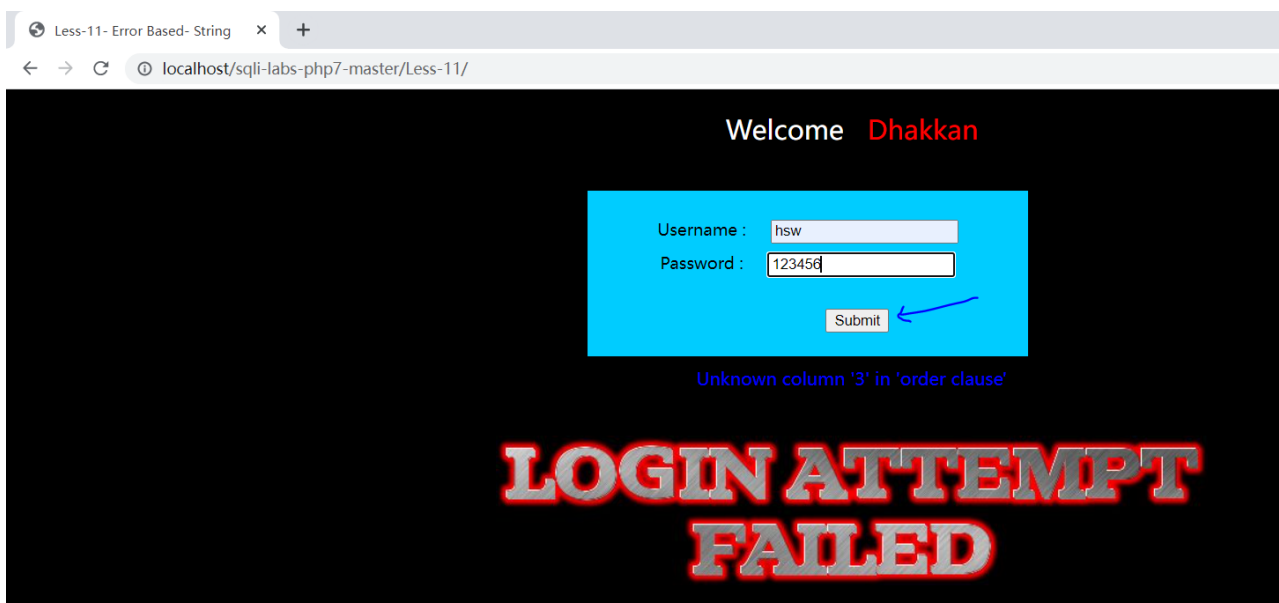 Less-11- Error Based- String
localhost/sqli-labs-php7-master/Less-11/
Welcome Dhakkan
Username : hsw
Password : 123456
Submit
Unknown column '3' in 'order clause'
LOGIN ATTEMPT
FAILED